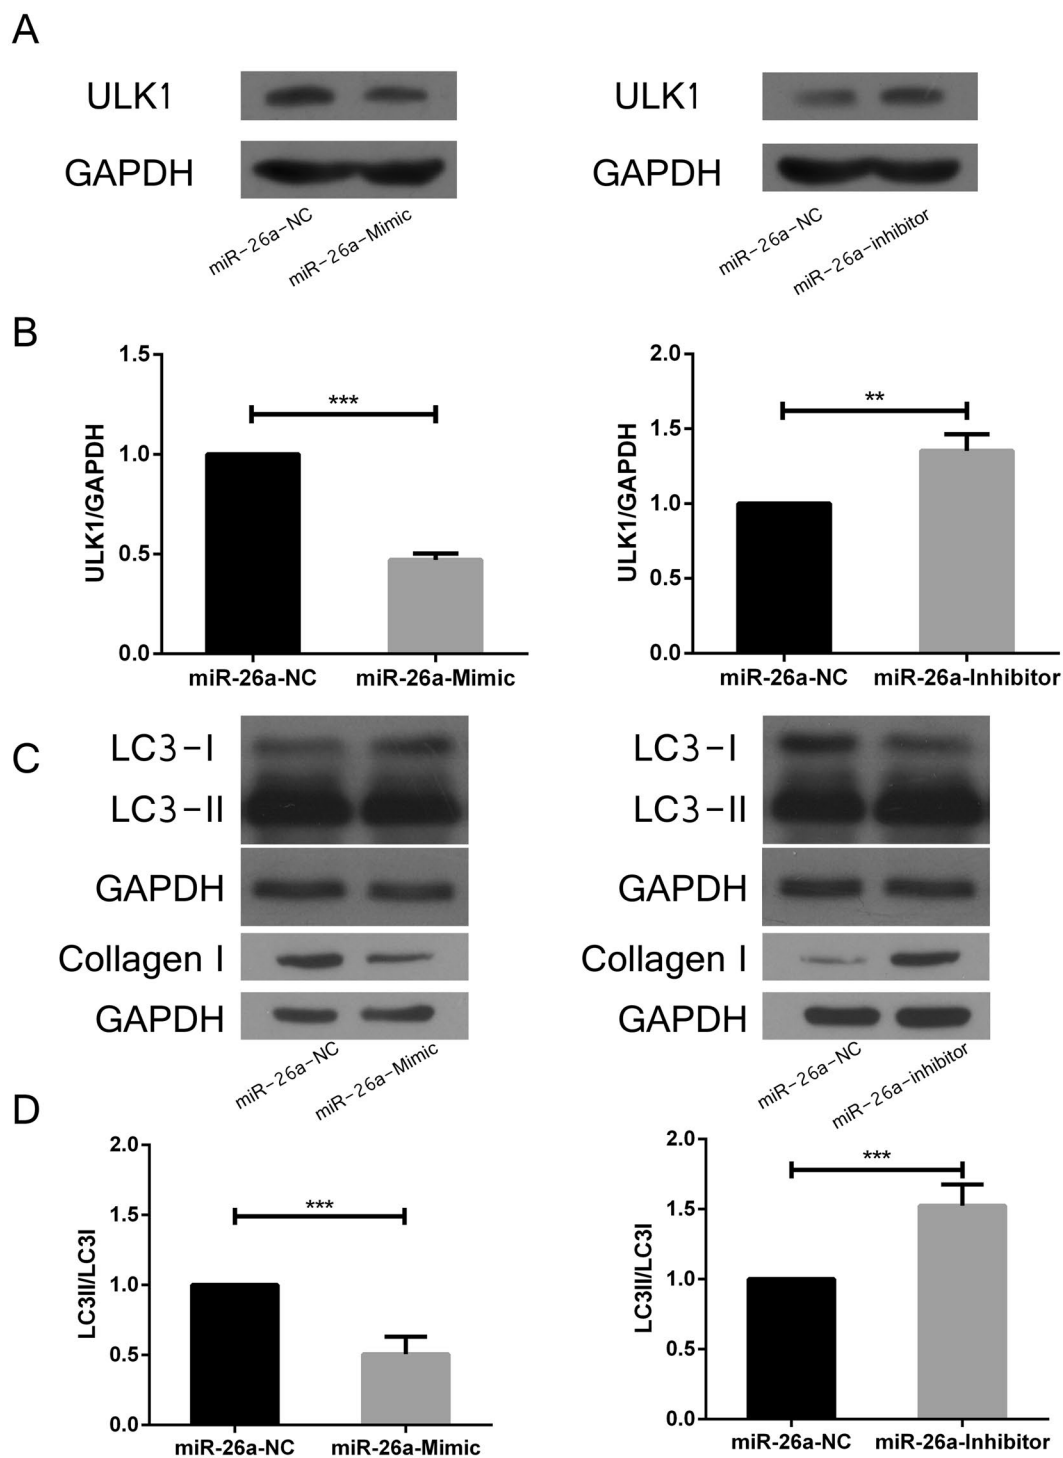 A
ULK1
ULK1
GAPDH
GAPDH
miR-26a-NC
miR-26a-Mimic
miR-26a-NC
miR-26a-inhibitor
B
1.5
1.0
0.5
0.0
ULK1/GAPDH
***
miR-26a-NC
miR-26a-Mimic
2.0
1.5
1.0
0.5
0.0
ULK1/GAPDH
**
miR-26a-NC
miR-26a-Inhibitor
C
LC3-I
LC3-II
GAPDH
Collagen I
GAPDH
miR-26a-NC
miR-26a-Mimic
LC3-I
LC3-II
GAPDH
Collagen I
GAPDH
miR-26a-NC
miR-26a-inhibitor
D
2.0
1.5
1.0
0.5
0.0
LC3II/LC3I
***
miR-26a-NC
miR-26a-Mimic
2.0
1.5
1.0
0.5
0.0
LC3II/LC3I
***
miR-26a-NC
miR-26a-Inhibitor